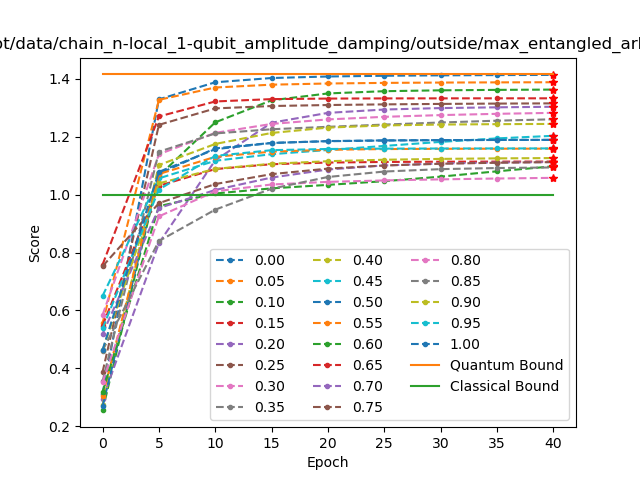 ot/data/chain_n-local_1-qubit_amplitude_damping/outside/max_entangled_arl
1.4
1.2
1.0
0.8
0.6
0.4
0.2
Score
0.00 0.40 0.80
0.05 0.45 0.85
0.10 0.50 0.90
0.15 0.55 0.95
0.20 0.60 1.00
0.25 0.65 Quantum Bound
0.30 0.70 Classical Bound
0.35 0.75
0 5 10 15 20 25 30 35 40
Epoch